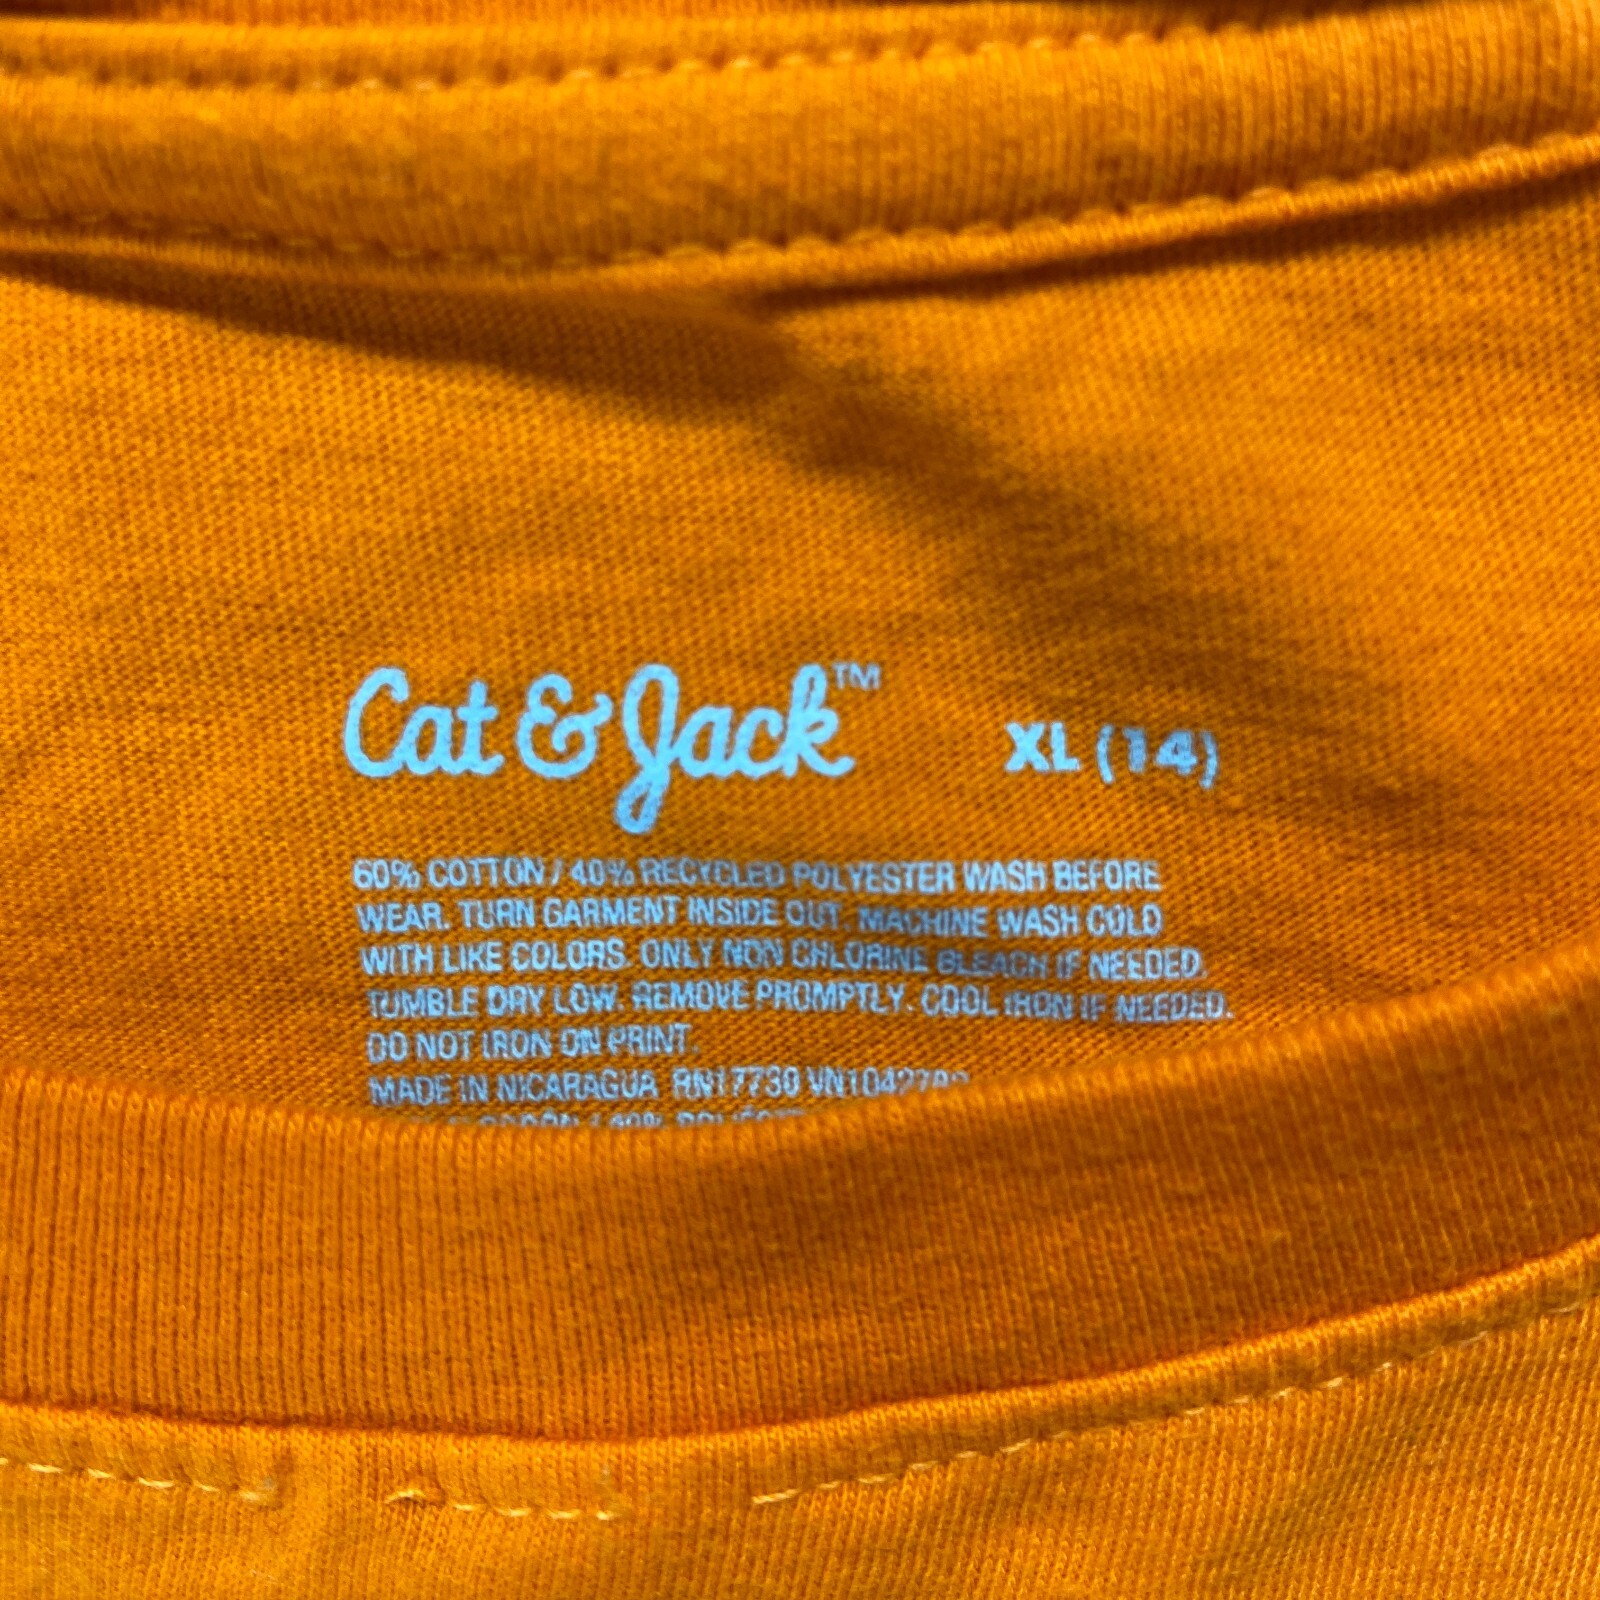 Cat & Jack™ XL (14)
60% COTTON / 40% RECYCLED POLYESTER WASH BEFORE
WEAR. TURN GARMENT INSIDE OUT. MACHINE WASH COLD
WITH LIKE COLORS. ONLY NON CHLORINE BLEACH IF NEEDED.
TUMBLE DRY LOW. REMOVE PROMPTLY. COOL IRON IF NEEDED.
DO NOT IRON ON PRINT.
MADE IN NICARAGUA RN17730